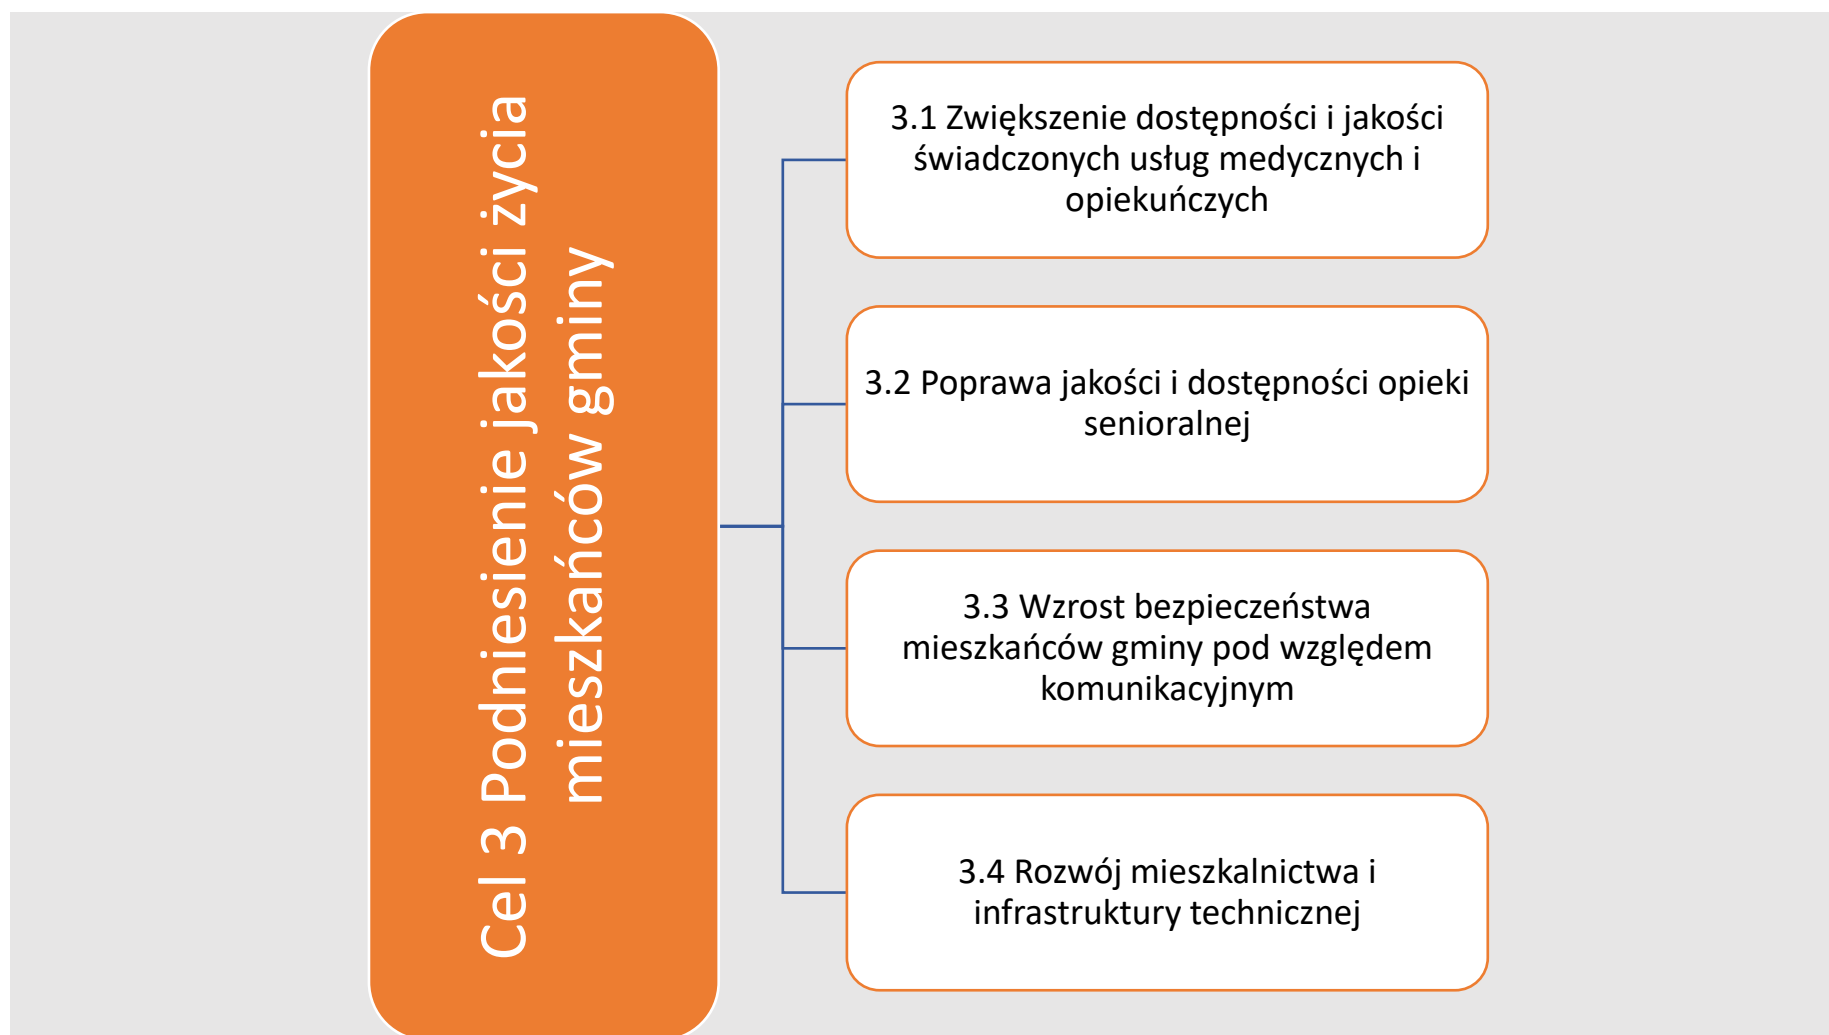 Cel 3 Podniesienie jakości życia
mieszkańców gminy
3.1 Zwiększenie dostępności i jakości
świadczonych usług medycznych i
opiekuńczych
3.2 Poprawa jakości i dostępności opieki
senioralnej
3.3 Wzrost bezpieczeństwa
mieszkańców gminy pod względem
komunikacyjnym
3.4 Rozwój mieszkalnictwa i
infrastruktury technicznej